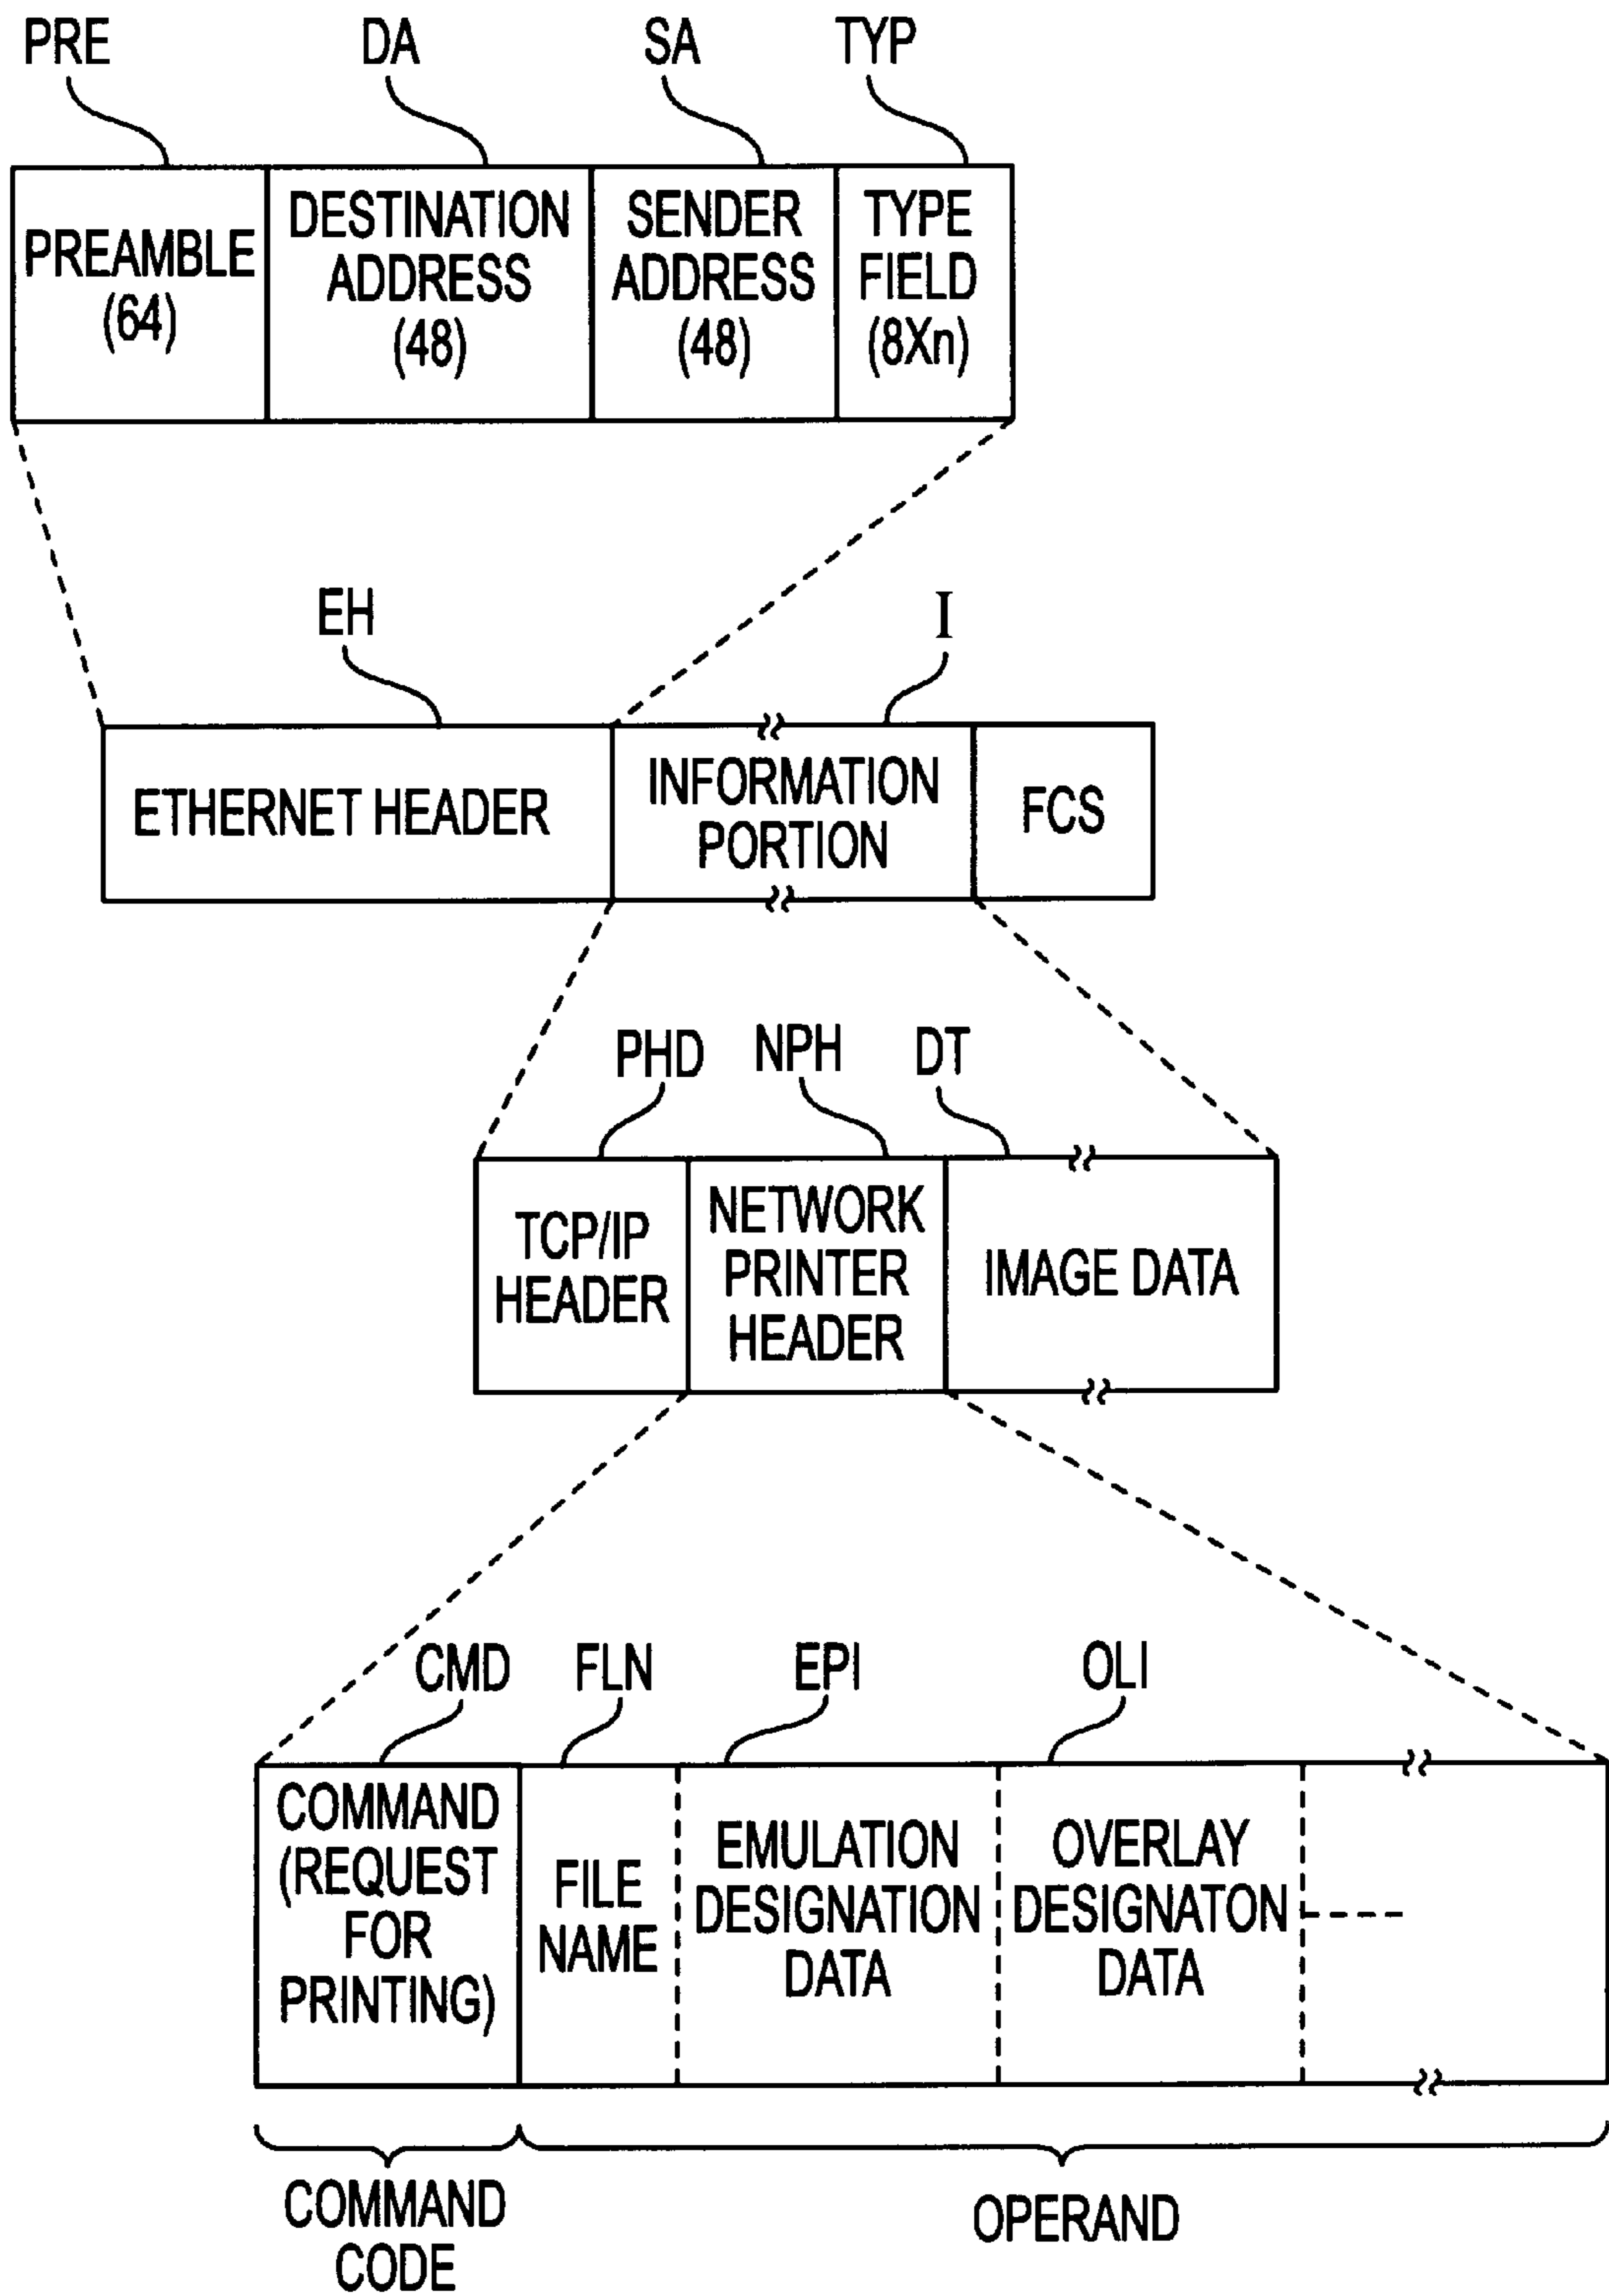 PRE DA SA TYP
PREAMBLE
(64)
DESTINATION
ADDRESS
(48)
SENDER
ADDRESS
(48)
TYPE
FIELD
(8Xn)
EH I
ETHERNET HEADER
INFORMATION
PORTION
FCS
PHD NPH DT
TCP/IP
HEADER
NETWORK
PRINTER
HEADER
IMAGE DATA
CMD FLN EPI OLI
COMMAND
(REQUEST
FOR
PRINTING)
FILE
NAME
EMULATION
DESIGNATION
DATA
OVERLAY
DESIGNATON
DATA
COMMAND
CODE
OPERAND